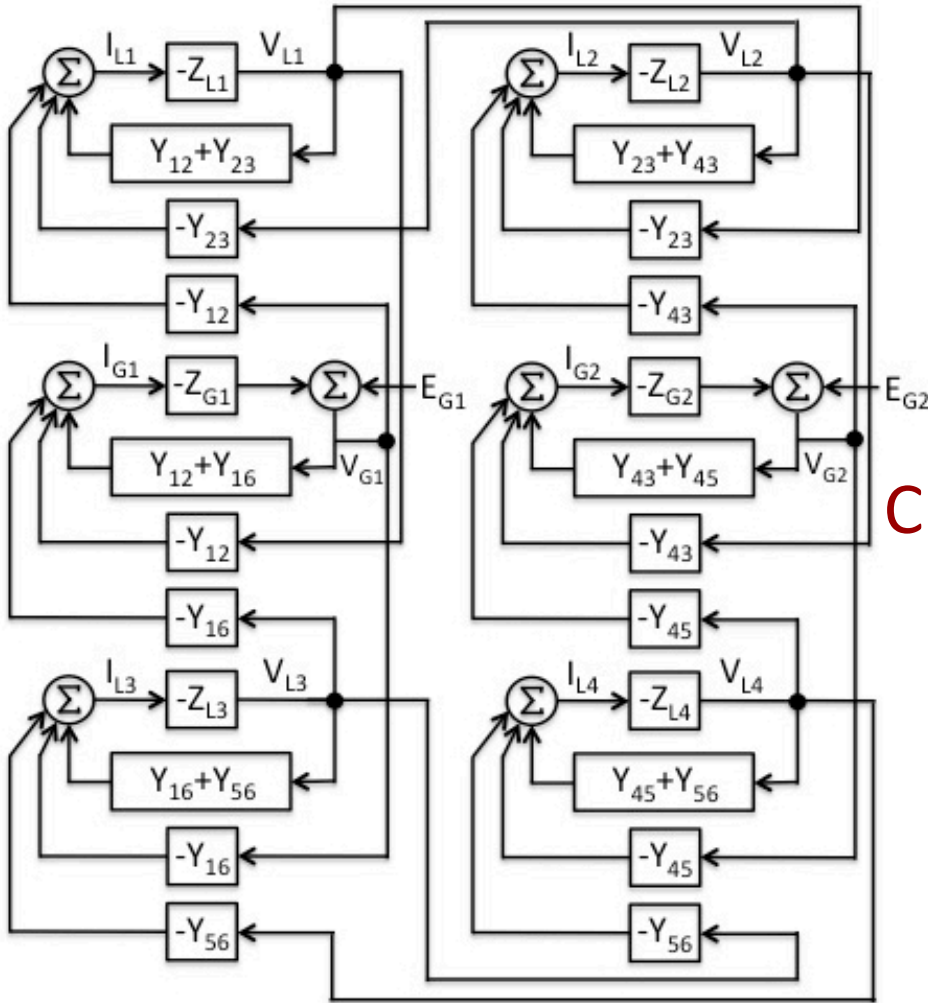 I_L1 V_L1 I_L2 V_L2
Σ -Z_L1 Σ -Z_L2
Y_12+Y_23 Y_23+Y_43
-Y_23 -Y_23
-Y_12 -Y_43
I_G1 I_G2
Σ -Z_G1 Σ E_G1 Σ -Z_G2 Σ E_G2
Y_12+Y_16 V_G1 Y_43+Y_45 V_G2
C
-Y_12 -Y_43
-Y_16 -Y_45
I_L3 V_L3 I_L4 V_L4
Σ -Z_L3 Σ -Z_L4
Y_16+Y_56 Y_45+Y_56
-Y_16 -Y_45
-Y_56 -Y_56